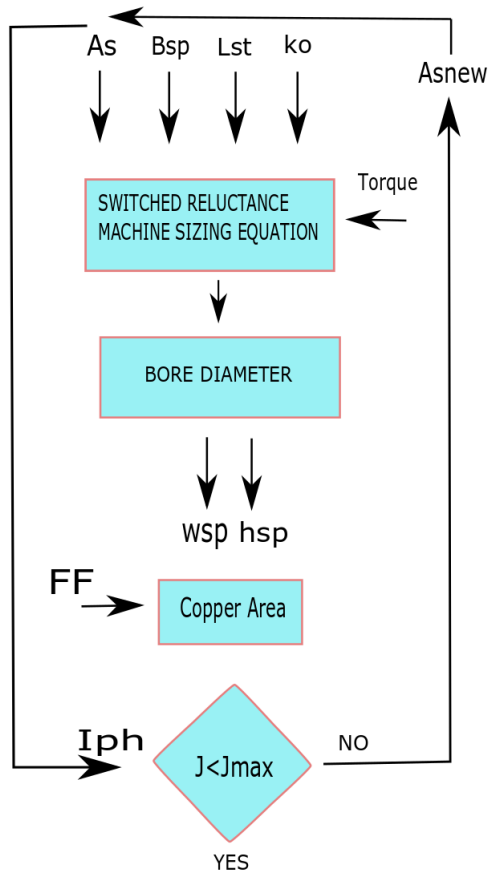 As Bsp Lst ko
Asnew
Torque
SWITCHED RELUCTANCE
MACHINE SIZING EQUATION
BORE DIAMETER
wsp hsp
FF
Copper Area
Iph
J<Jmax
NO
YES